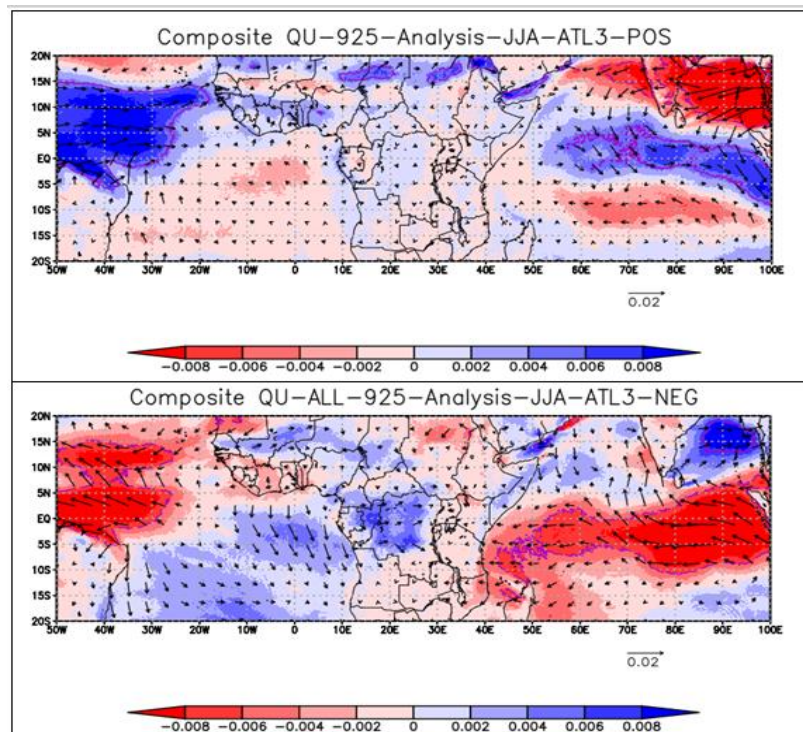 Composite QU-925-Analysis-JJA-ATL3-POS
20N
15N
10N
5N
EQ
5S
10S
15S
20S
50W 40W 30W 20W 10W 0 10E 20E 30E 40E 50E 60E 70E 80E 90E 100E
0.02
-0.008 -0.006 -0.004 -0.002 0 0.002 0.004 0.006 0.008
Composite QU-ALL-925-Analysis-JJA-ATL3-NEG
20N
15N
10N
5N
EQ
5S
10S
15S
20S
50W 40W 30W 20W 10W 0 10E 20E 30E 40E 50E 60E 70E 80E 90E 100E
0.02
-0.008 -0.006 -0.004 -0.002 0 0.002 0.004 0.006 0.008